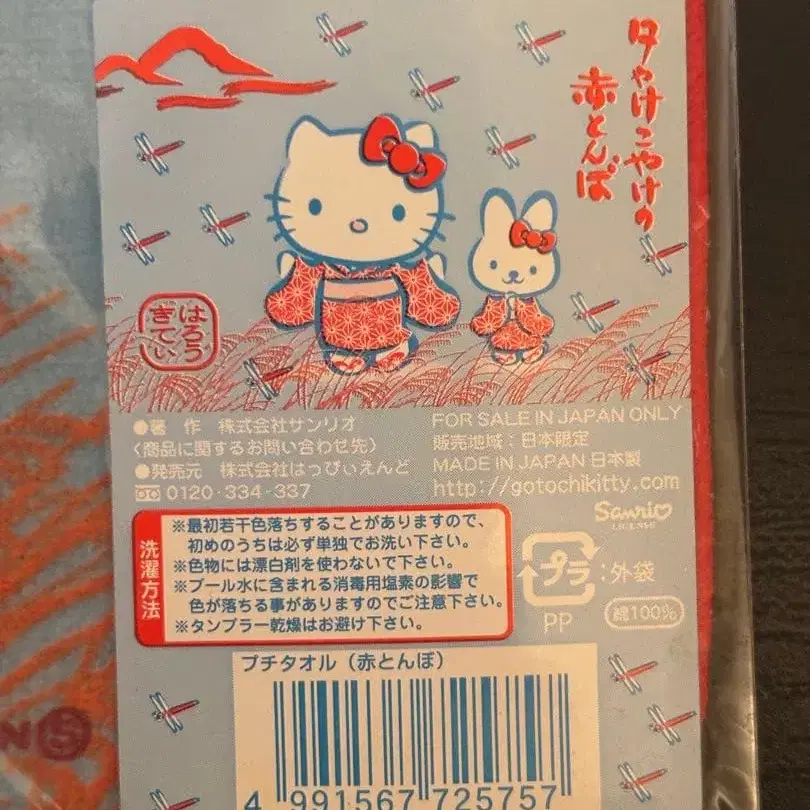 夕やけこやけの
赤とんぼ
はろう
きてぃ
●著　作　株式会社サンリオ
〈商品に関するお問い合わせ先〉
●発売元　株式会社はっぴぃえんど
0120-334-337
FOR SALE IN JAPAN ONLY
販売地域：日本限定
MADE IN JAPAN 日本製
http://gotochikitty.com
Sanrio
LICENSE
洗濯方法
※最初若干色落ちすることがありますので、
初めのうちは必ず単独でお洗い下さい。
※色物には漂白剤を使わないで下さい。
※プール水に含まれる消毒用塩素の影響で
色が落ちる事がありますのでご注意下さい。
※タンブラー乾燥はお避け下さい。
プラ：外袋
PP
綿100%
プチタオル（赤とんぼ）
4 991567 725757